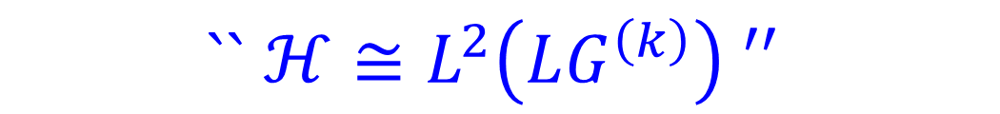 `` ℋ ≅ L²(LG⁽ᵏ⁾) ″